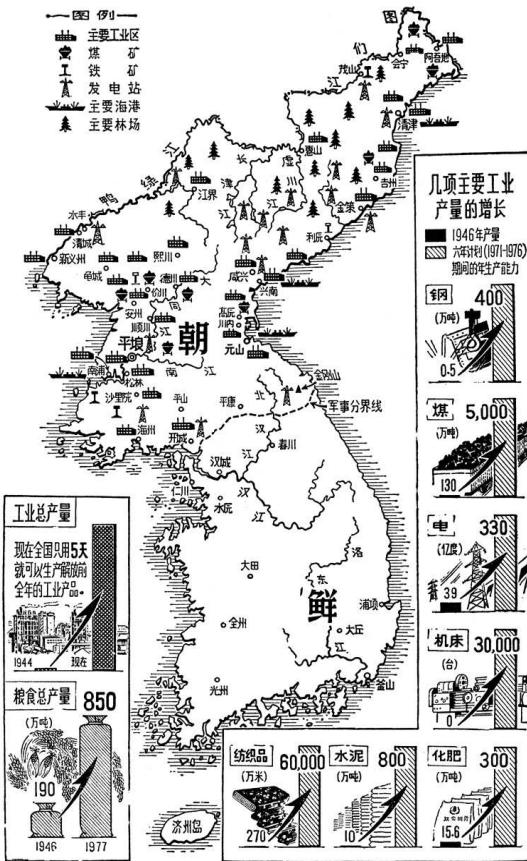 图例
主要工业区
煤矿
铁矿
发电站
主要海港
主要林场
图
们
江
阿吾地
会宁
茂山
清津
惠山
吉州
金策
利原
鸭
绿
江
长
津
江
虚
川
江
江界
水丰
清城
新义州
龟城
熙川
德川
价川
安州
顺川
大
同
江
咸兴
兴南
高原
川内
元山
平壤
南浦
松林
沙里院
海州
平山
开城
南
江
平康
北
汉
江
金刚山
军事分界线
春川
汉城
仁川
水原
汉
江
朝
鲜
大田
全州
光州
洛
东
江
大丘
浦项
釜山
济州岛
几项主要工业
产量的增长
1946年产量
六年计划(1971-1976)
期间的年生产能力
钢
400
(万吨)
0.5
煤
5,000
(万吨)
130
电
330
(亿度)
39
机床
30,000
(台)
0
化肥
300
(万吨)
15.6
纺织品
60,000
(万米)
270
水泥
800
(万吨)
10
工业总产量
现在全国只用5天
就可以生产解放前
全年的工业产品。
1944
现在
粮食总产量
850
(万吨)
190
1946
1977